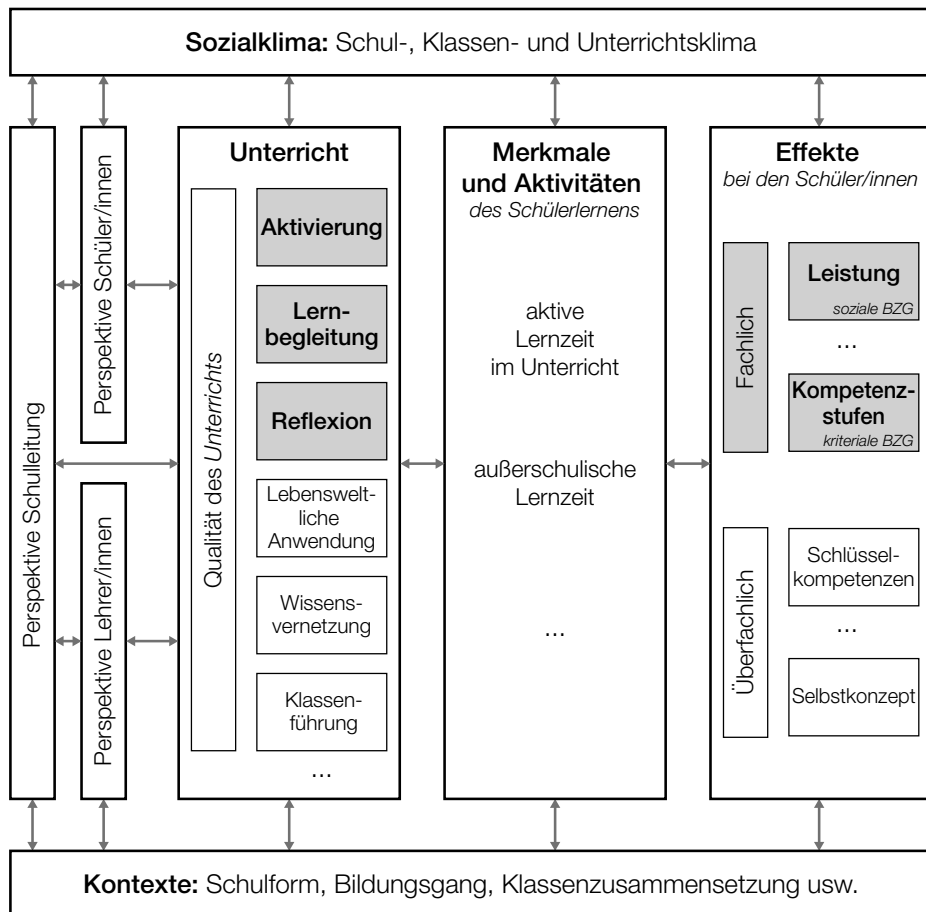 Sozialklima: Schul-, Klassen- und Unterrichtsklima
Perspektive Schulleitung
Perspektive Schüler/innen
Perspektive Lehrer/innen
Unterricht
Qualität des Unterrichts
Aktivierung
Lern-
begleitung
Reflexion
Lebenswelt-
liche
Anwendung
Wissens-
vernetzung
Klassen-
führung
...
Merkmale
und Aktivitäten
des Schülerlernens
aktive
Lernzeit
im Unterricht
außerschulische
Lernzeit
...
Effekte
bei den Schüler/innen
Fachlich
Leistung
soziale BZG
...
Kompetenz-
stufen
kriteriale BZG
Überfachlich
Schlüssel-
kompetenzen
...
Selbstkonzept
Kontexte: Schulform, Bildungsgang, Klassenzusammensetzung usw.